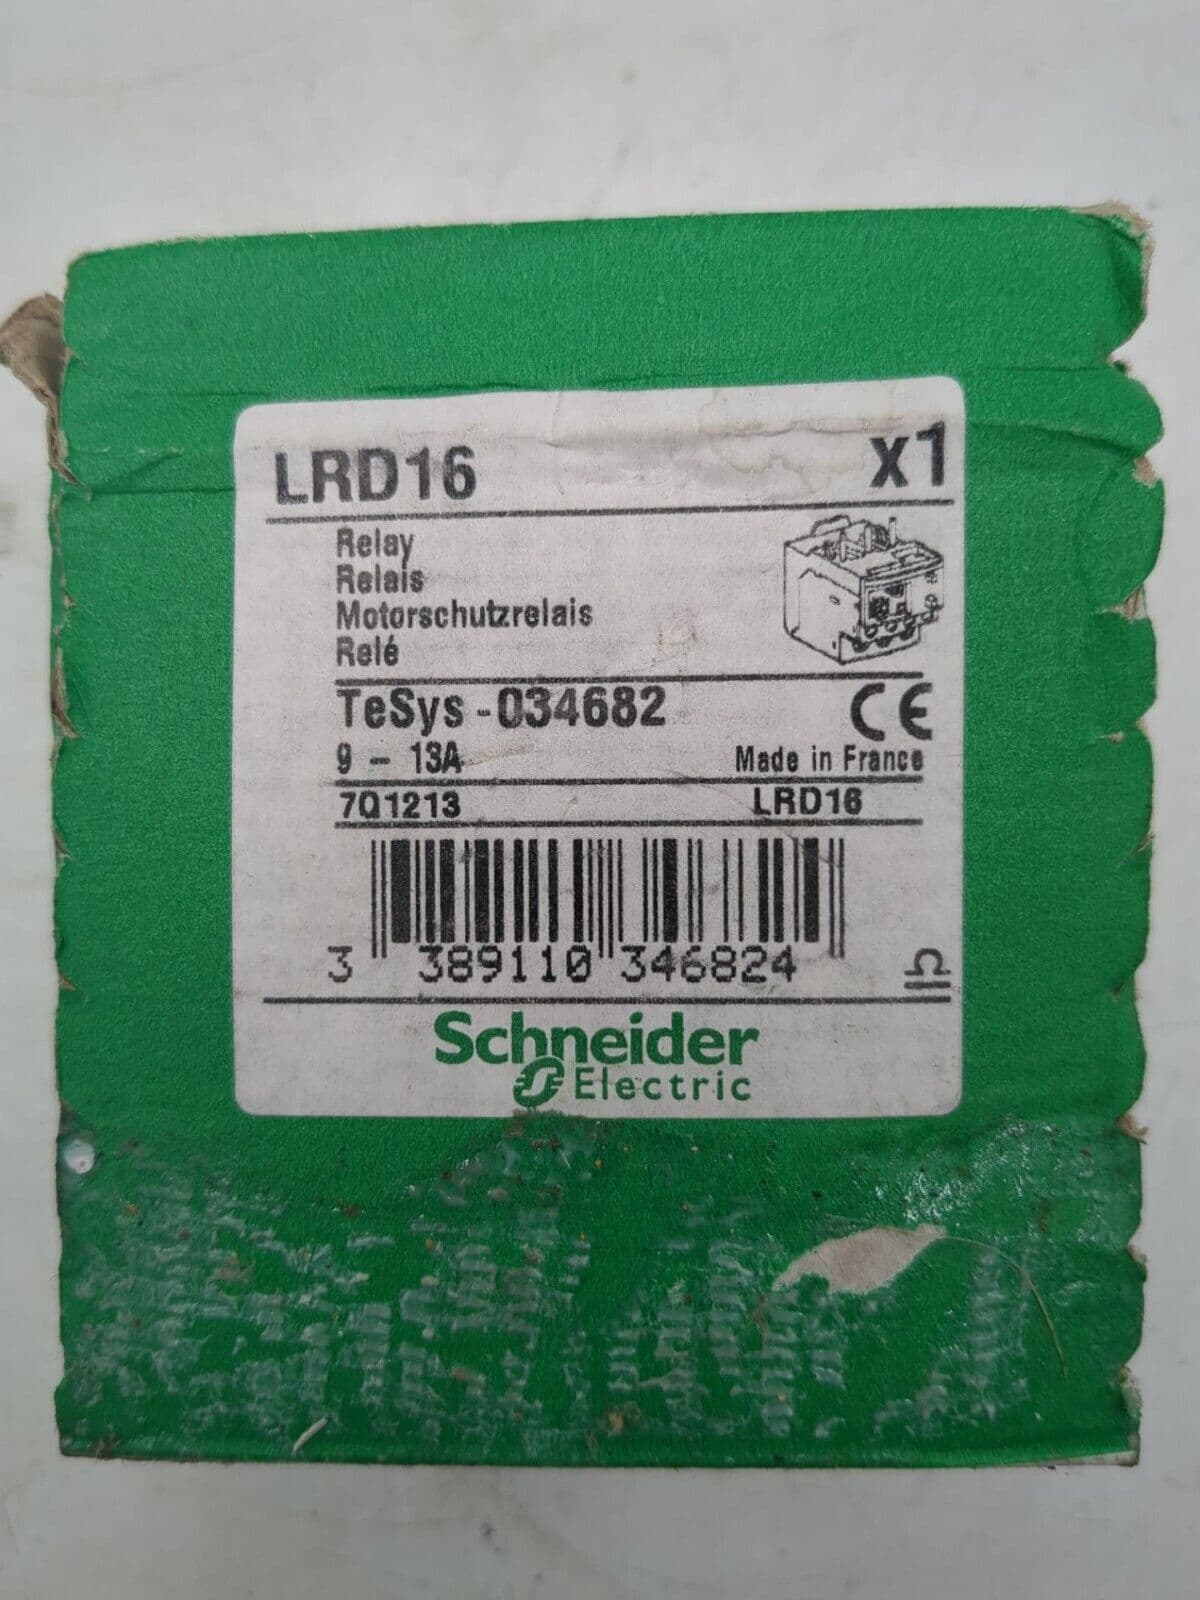 LRD16 x1
Relay
Relais
Motorschutzrelais
Relé
TeSys - 034682 CE
9 - 13A Made in France
7Q1213 LRD16
3 389110 346824
Schneider
Electric